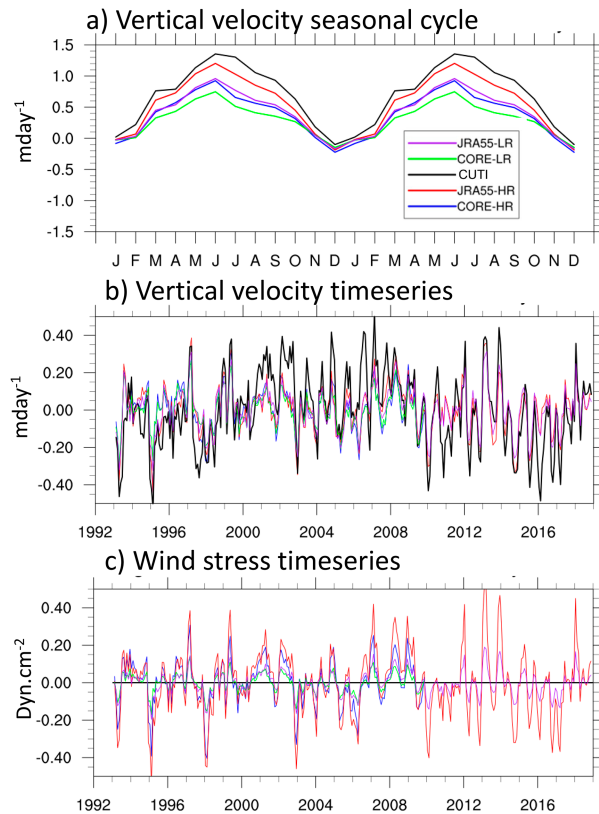 a) Vertical velocity seasonal cycle
1.5
1.0
0.5
0.0
-0.5
-1.0
-1.5
mday-1
JRA55-LR
CORE-LR
CUTI
JRA55-HR
CORE-HR
J F M A M J J A S O N D J F M A M J J A S O N D
b) Vertical velocity timeseries
0.40
0.20
0.00
-0.20
-0.40
mday-1
1992 1996 2000 2004 2008 2012 2016
c) Wind stress timeseries
0.40
0.20
0.00
-0.20
-0.40
Dyn.cm-2
1992 1996 2000 2004 2008 2012 2016